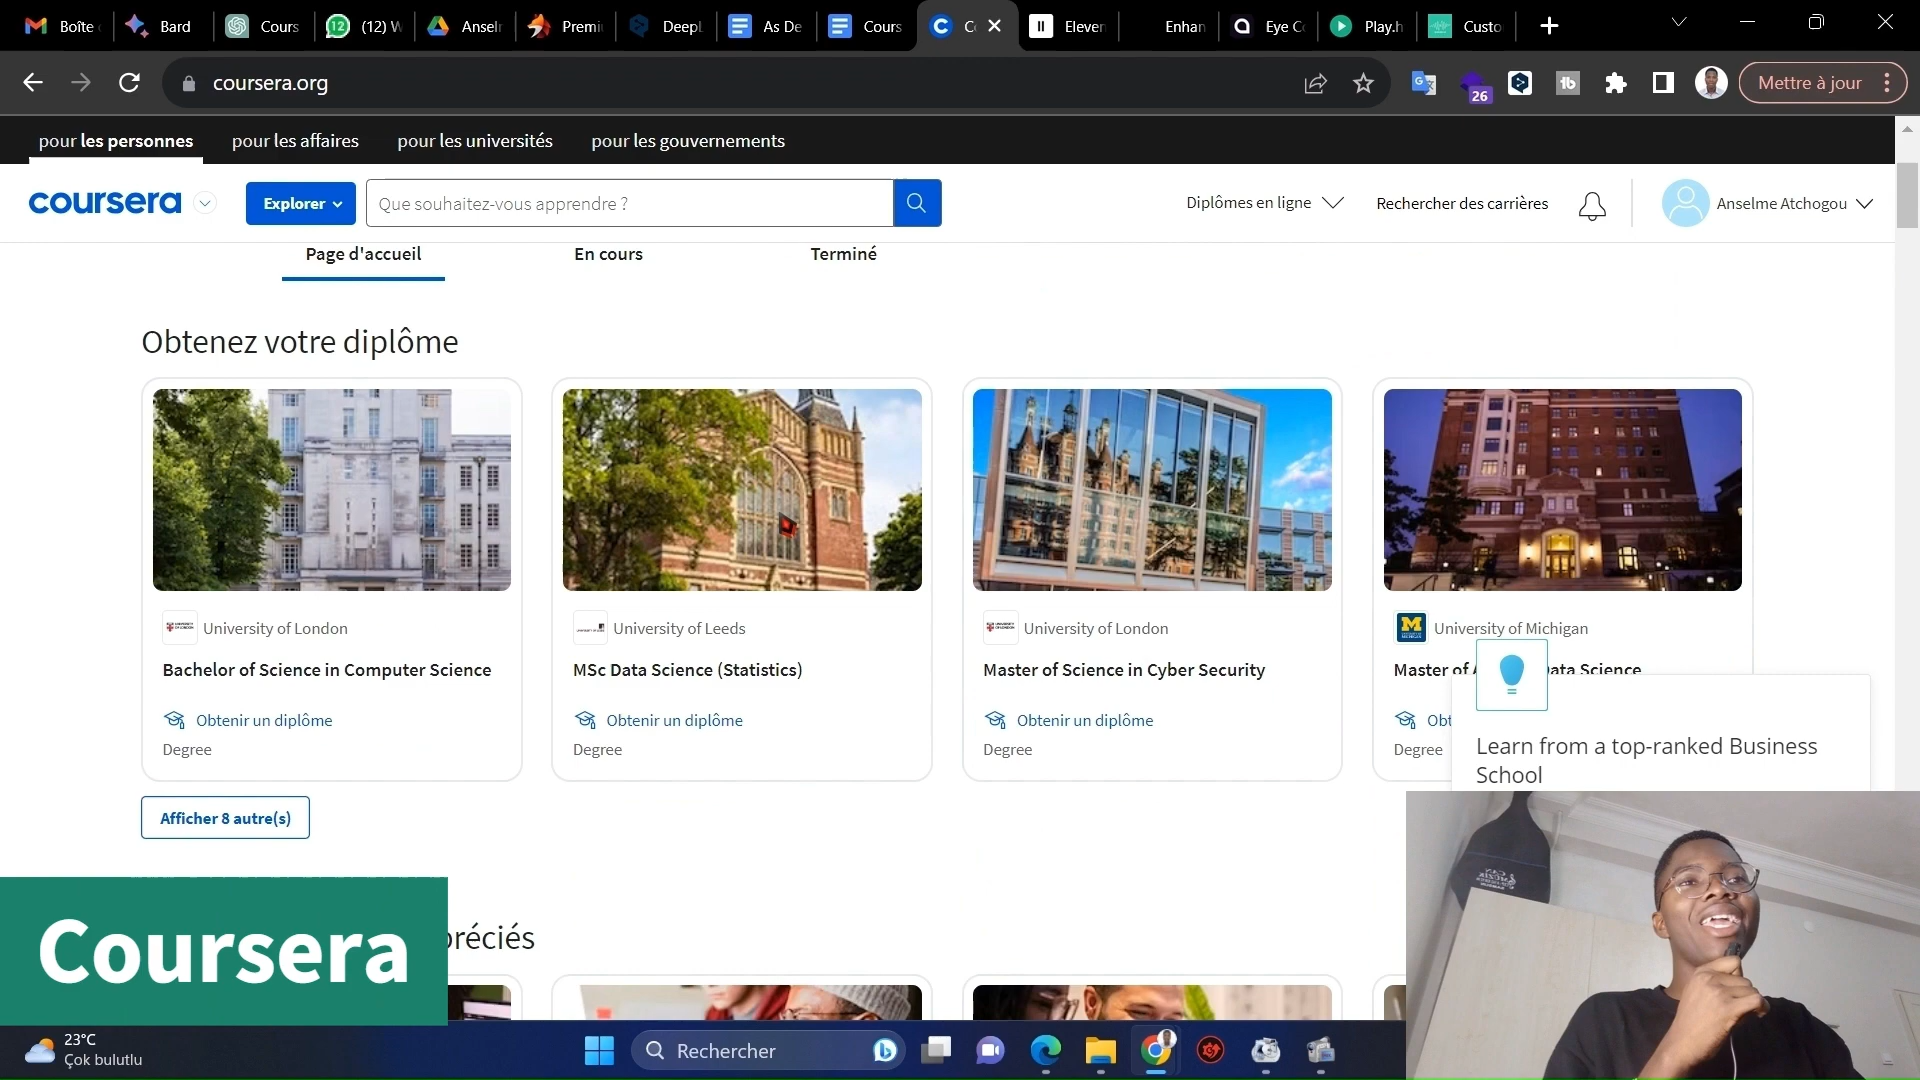 Boîte
Bard
Cours
(12) W
Anseln
Premi
Deepl
As De
Cours
Eleven
Enhan
Eye Co
Play.h
Custo
coursera.org
26
Mettre à jour
pour les personnes
pour les affaires
pour les universités
pour les gouvernements
coursera
Explorer
Que souhaitez-vous apprendre ?
Diplômes en ligne
Rechercher des carrières
Anselme Atchogou
Page d'accueil
En cours
Terminé
Obtenez votre diplôme
University of London
Bachelor of Science in Computer Science
Obtenir un diplôme
Degree
University of Leeds
MSc Data Science (Statistics)
Obtenir un diplôme
Degree
University of London
Master of Science in Cyber Security
Obtenir un diplôme
Degree
University of Michigan
Master of A
ata Science
Obt
Degree
Learn from a top-ranked Business
School
Afficher 8 autre(s)
préciés
Coursera
23°C
Çok bulutlu
Rechercher